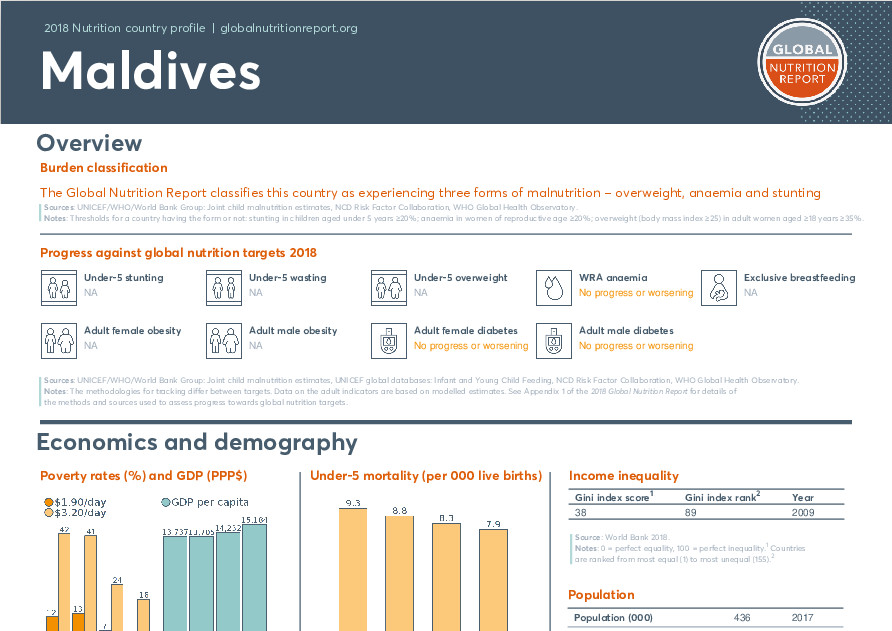 2018 Nutrition country profile | globalnutritionreport.org
Maldives
GLOBAL
NUTRITION
REPORT
Overview
Burden classification
The Global Nutrition Report classifies this country as experiencing three forms of malnutrition – overweight, anaemia and stunting
Sources: UNICEF/WHO/World Bank Group: Joint child malnutrition estimates, NCD Risk Factor Collaboration, WHO Global Health Observatory.
Notes: Thresholds for a country having the form or not: stunting in children aged under 5 years ≥20%; anaemia in women of reproductive age ≥20%; overweight (body mass index ≥25) in adult women aged ≥18 years ≥35%.
Progress against global nutrition targets 2018
Under-5 stunting
NA
Under-5 wasting
NA
Under-5 overweight
NA
WRA anaemia
No progress or worsening
Exclusive breastfeeding
NA
Adult female obesity
NA
Adult male obesity
NA
Adult female diabetes
No progress or worsening
Adult male diabetes
No progress or worsening
Sources: UNICEF/WHO/World Bank Group: Joint child malnutrition estimates, UNICEF global databases: Infant and Young Child Feeding, NCD Risk Factor Collaboration, WHO Global Health Observatory.
Notes: The methodologies for tracking differ between targets. Data on the adult indicators are based on modelled estimates. See Appendix 1 of the 2018 Global Nutrition Report for details of
the methods and sources used to assess progress towards global nutrition targets.
Economics and demography
Poverty rates (%) and GDP (PPP$)
$1.90/day
$3.20/day
GDP per capita
12
42
13
41
7
24
18
13,737
13,705
14,232
15,184
Under-5 mortality (per 000 live births)
9.3
8.8
8.3
7.9
Income inequality
Gini index score1 Gini index rank2 Year
38 89 2009
Source: World Bank 2018.
Notes: 0 = perfect equality, 100 = perfect inequality.1 Countries
are ranked from most equal (1) to most unequal (155).2
Population
Population (000) 436 2017